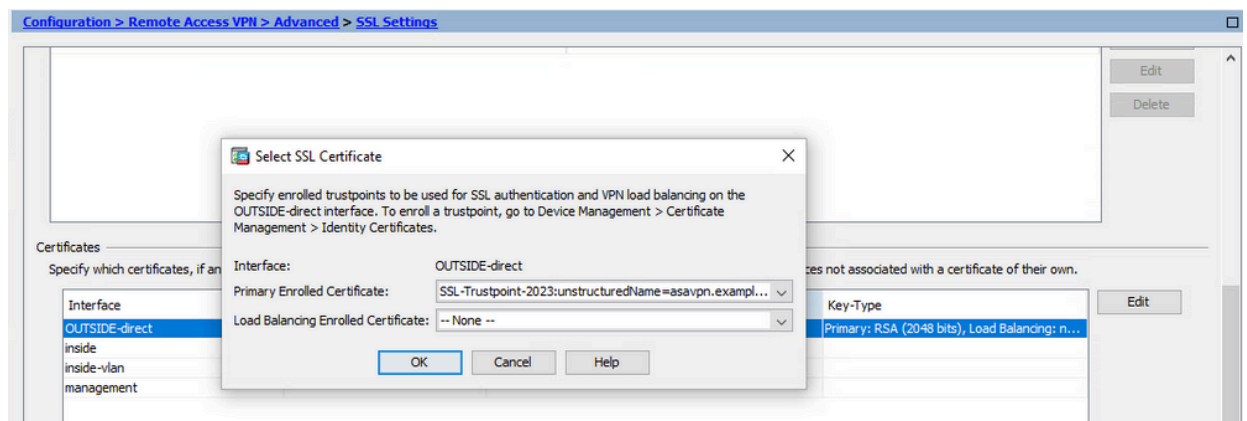 Configuration > Remote Access VPN > Advanced > SSL Settings
Edit
Delete
Select SSL Certificate
Specify enrolled trustpoints to be used for SSL authentication and VPN load balancing on the
OUTSIDE-direct interface. To enroll a trustpoint, go to Device Management > Certificate
Management > Identity Certificates.
Interface: OUTSIDE-direct
Primary Enrolled Certificate: SSL-Trustpoint-2023:unstructuredName=asavpn.exampl...
Load Balancing Enrolled Certificate: -- None --
OK Cancel Help
Certificates
Specify which certificates, if an ces not associated with a certificate of their own.
Interface Key-Type Edit
OUTSIDE-direct Primary: RSA (2048 bits), Load Balancing: n...
inside
inside-vlan
management